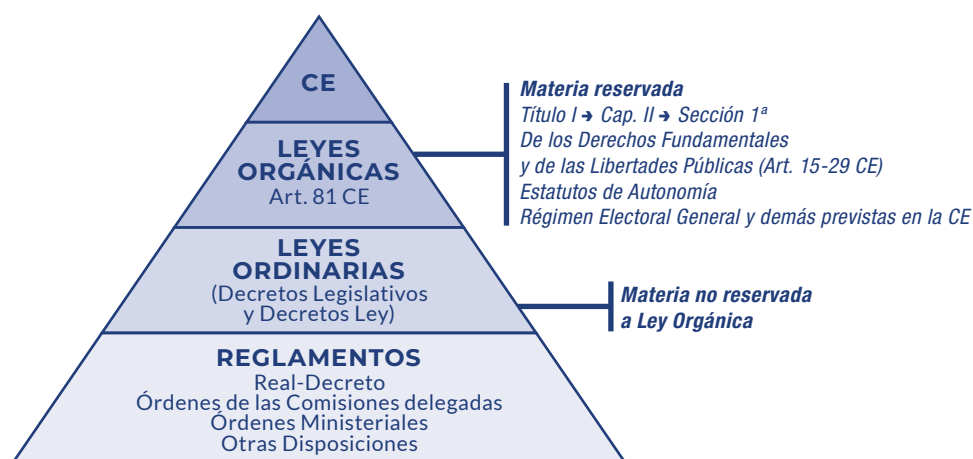 CE
LEYES
ORGÁNICAS
Art. 81 CE
Materia reservada
Título I ➔ Cap. II ➔ Sección 1ª
De los Derechos Fundamentales
y de las Libertades Públicas (Art. 15-29 CE)
Estatutos de Autonomía
Régimen Electoral General y demás previstas en la CE
LEYES
ORDINARIAS
(Decretos Legislativos
y Decretos Ley)
Materia no reservada
a Ley Orgánica
REGLAMENTOS
Real-Decreto
Órdenes de las Comisiones delegadas
Órdenes Ministeriales
Otras Disposiciones